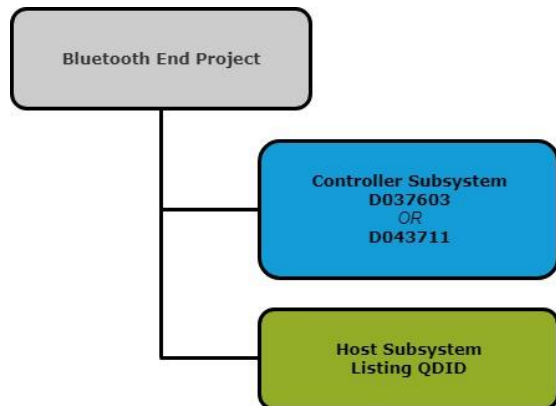 Bluetooth End Project
Controller Subsystem
D037603
OR
D043711
Host Subsystem
Listing QDID